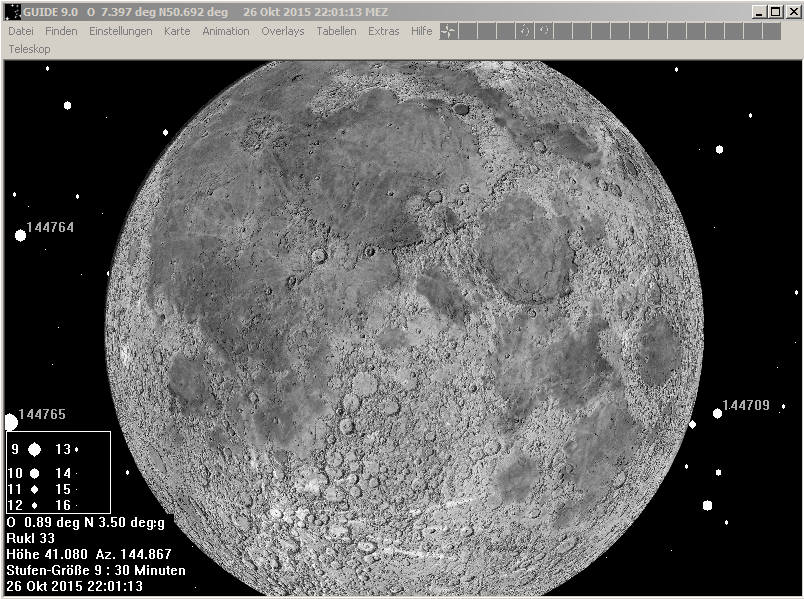 GUIDE 9.0 O 7.397 deg N50.692 deg 26 Okt 2015 22:01:13 MEZ
Datei Finden Einstellungen Karte Animation Overlays Tabellen Extras Hilfe
Teleskop
144764
144709
144765
9 13
10 14
11 15
12 16
O 0.89 deg N 3.50 deg:g
Rukl 33
Höhe 41.080 Az. 144.867
Stufen-Größe 9 : 30 Minuten
26 Okt 2015 22:01:13